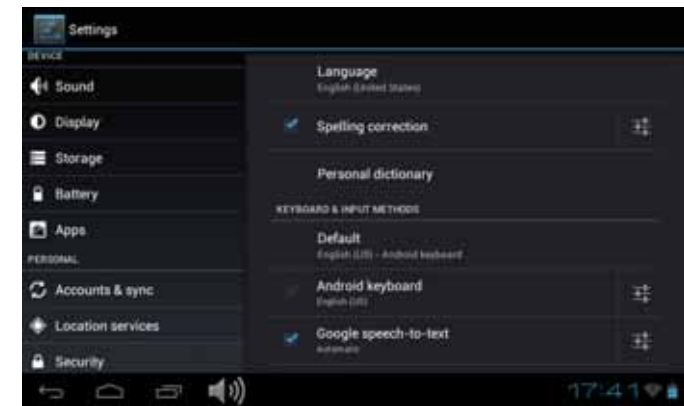 Settings
DEVICE
Sound
Display
Storage
Battery
Apps
PERSONAL
Accounts & sync
Location services
Security
Language
English (United States)
Spelling correction
Personal dictionary
KEYBOARD & INPUT METHODS
Default
English (US) - Android keyboard
Android keyboard
English (US)
Google speech-to-text
Automatic
17:41